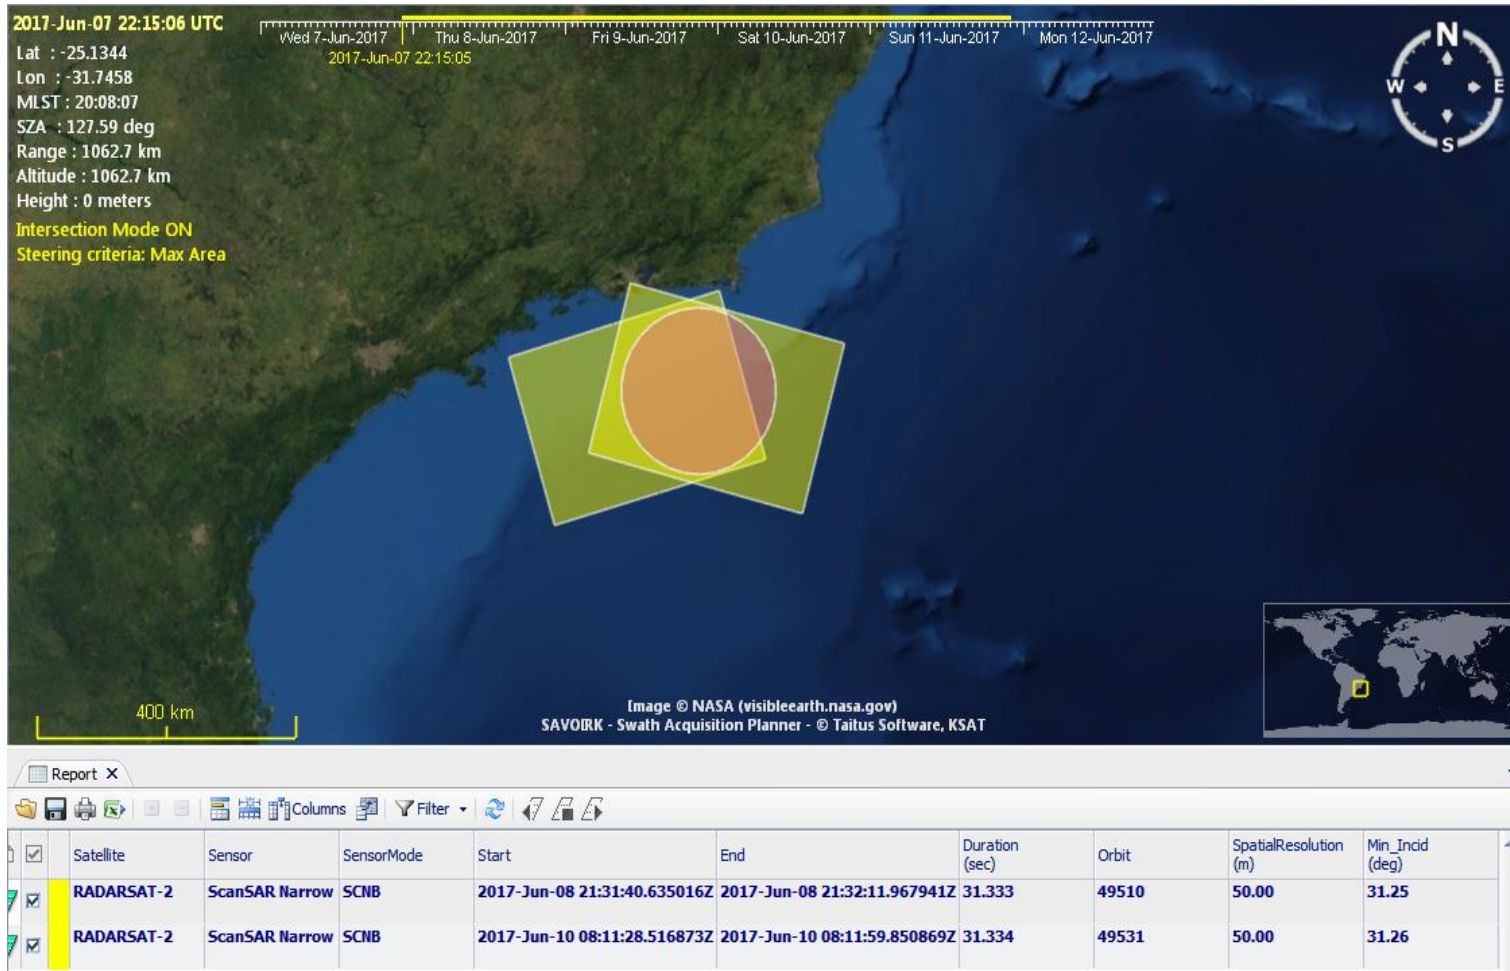 2017-Jun-07 22:15:06 UTC
Lat : -25.1344
Lon : -31.7458
MLST : 20:08:07
SZA : 127.59 deg
Range : 1062.7 km
Altitude : 1062.7 km
Height : 0 meters
Intersection Mode ON
Steering criteria: Max Area
Wed 7-Jun-2017 Thu 8-Jun-2017 Fri 9-Jun-2017 Sat 10-Jun-2017 Sun 11-Jun-2017 Mon 12-Jun-2017
2017-Jun-07 22:15:05
N
W E
S
400 km
Image © NASA (visibleearth.nasa.gov)
SAVOIRK - Swath Acquisition Planner - © Taitus Software, KSAT
Report X
Columns Filter
Satellite Sensor SensorMode Start End Duration (sec) Orbit SpatialResolution (m) Min_Incid (deg)
RADARSAT-2 ScanSAR Narrow SCNB 2017-Jun-08 21:31:40.635016Z 2017-Jun-08 21:32:11.967941Z 31.333 49510 50.00 31.25
RADARSAT-2 ScanSAR Narrow SCNB 2017-Jun-10 08:11:28.516873Z 2017-Jun-10 08:11:59.850869Z 31.334 49531 50.00 31.26